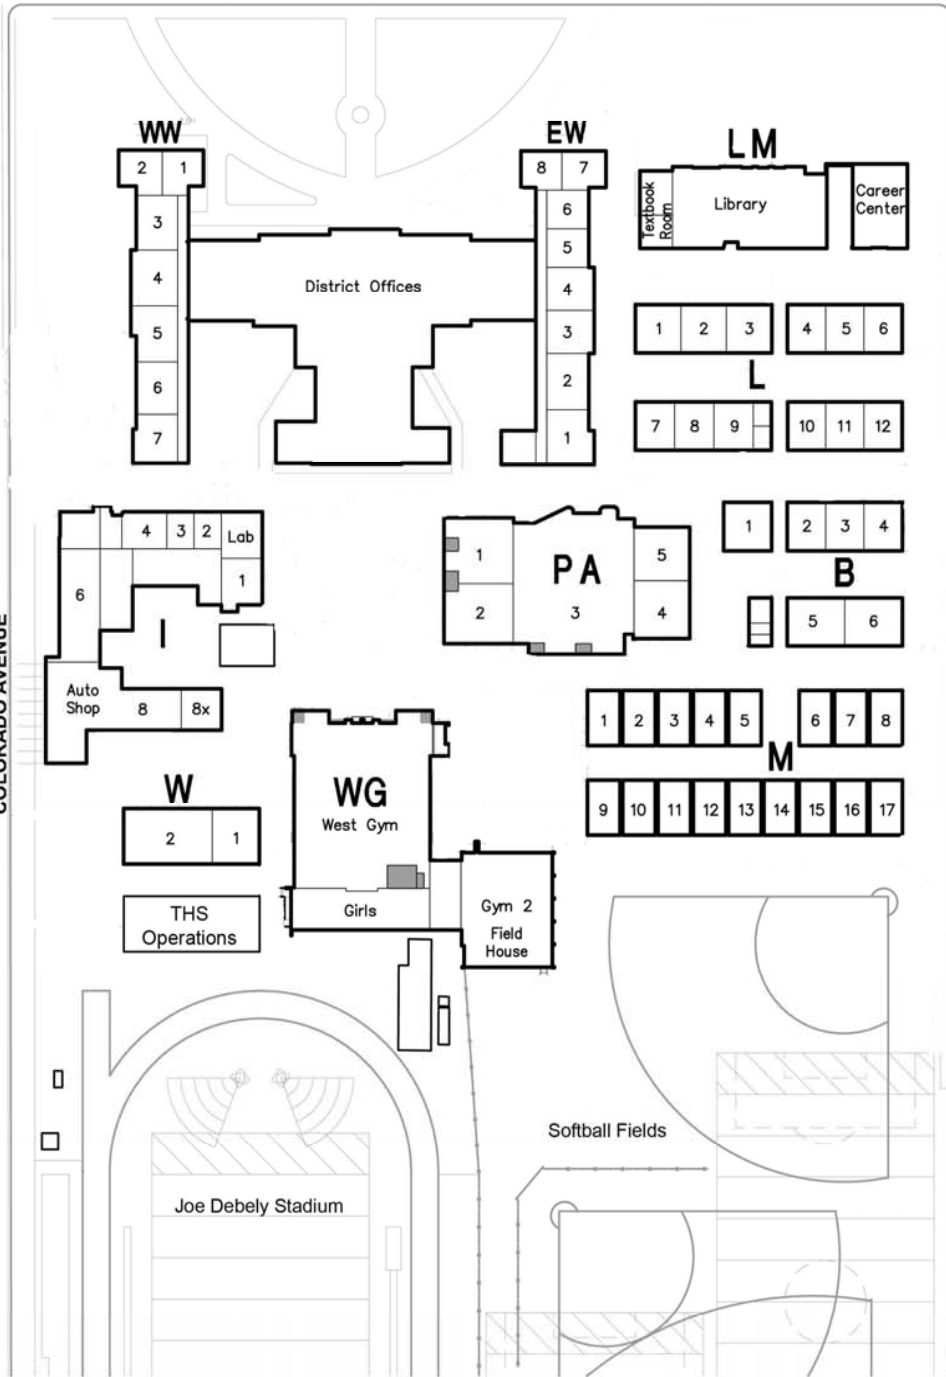 WW
EW
LM
2 1
8 7
3
4
5
6
7
6
5
4
3
2
1
District Offices
Textbook
Room
Library
Career
Center
1 2 3 4 5 6
L
7 8 9 10 11 12
4 3 2 Lab
1
6
I
Auto
Shop
8 8x
COLORADO AVENUE
1
2
PA
3
5
4
1 2 3 4
B
5 6
1 2 3 4 5 6 7 8
M
9 10 11 12 13 14 15 16 17
W
2 1
THS
Operations
WG
West Gym
Girls
Gym 2
Field
House
Softball Fields
Joe Debely Stadium